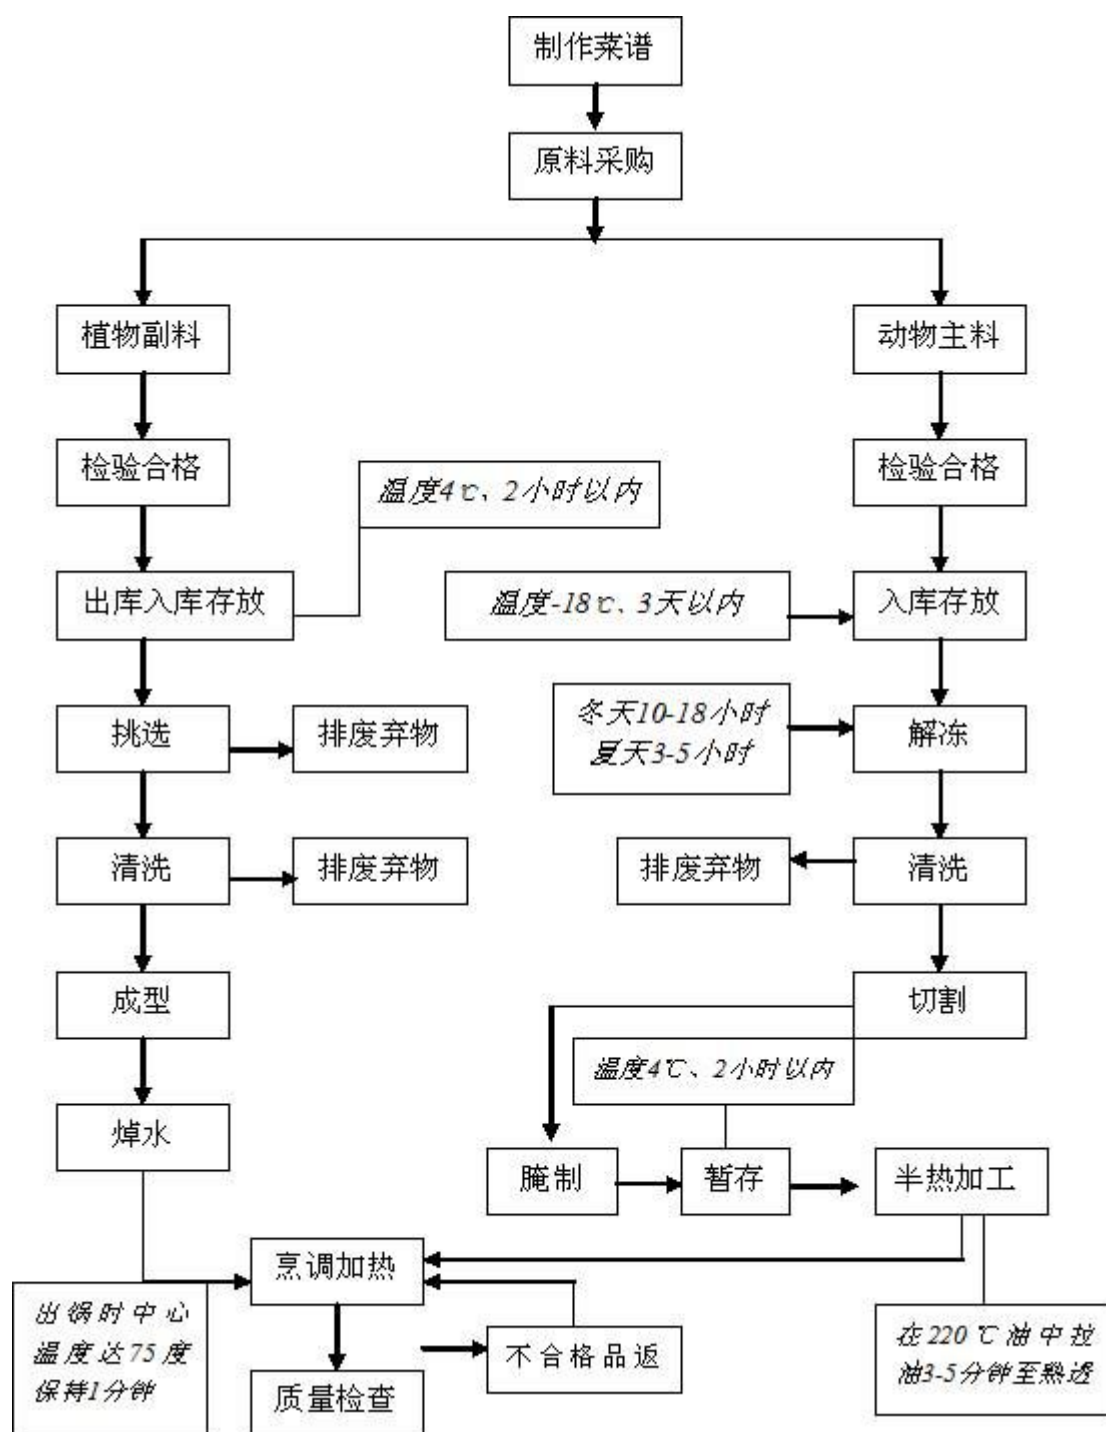 制作菜谱
原料采购
植物副料
动物主料
检验合格
检验合格
温度4℃、2小时以内
出库入库存放
温度-18℃、3天以内
入库存放
挑选
排废弃物
冬天10-18小时
夏天3-5小时
解冻
清洗
排废弃物
排废弃物
清洗
成型
切割
温度4℃、2小时以内
焯水
腌制
暂存
半热加工
烹调加热
出锅时中心
温度达75度
保持1分钟
不合格品返
在220℃油中拉
油3-5分钟至熟透
质量检查